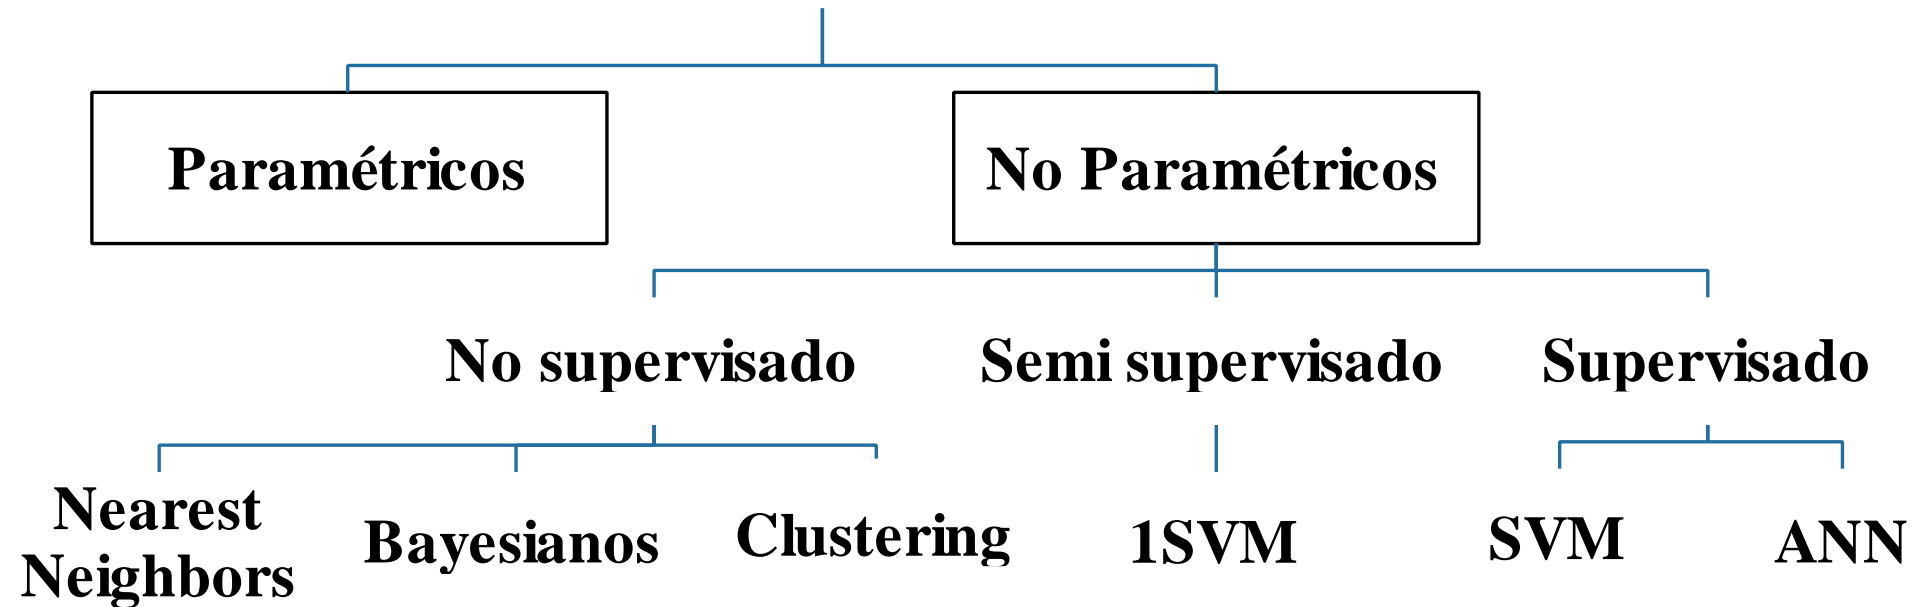 Paramétricos
No Paramétricos
No supervisado
Semi supervisado
Supervisado
Nearest
Neighbors
Bayesianos
Clustering
1SVM
SVM
ANN